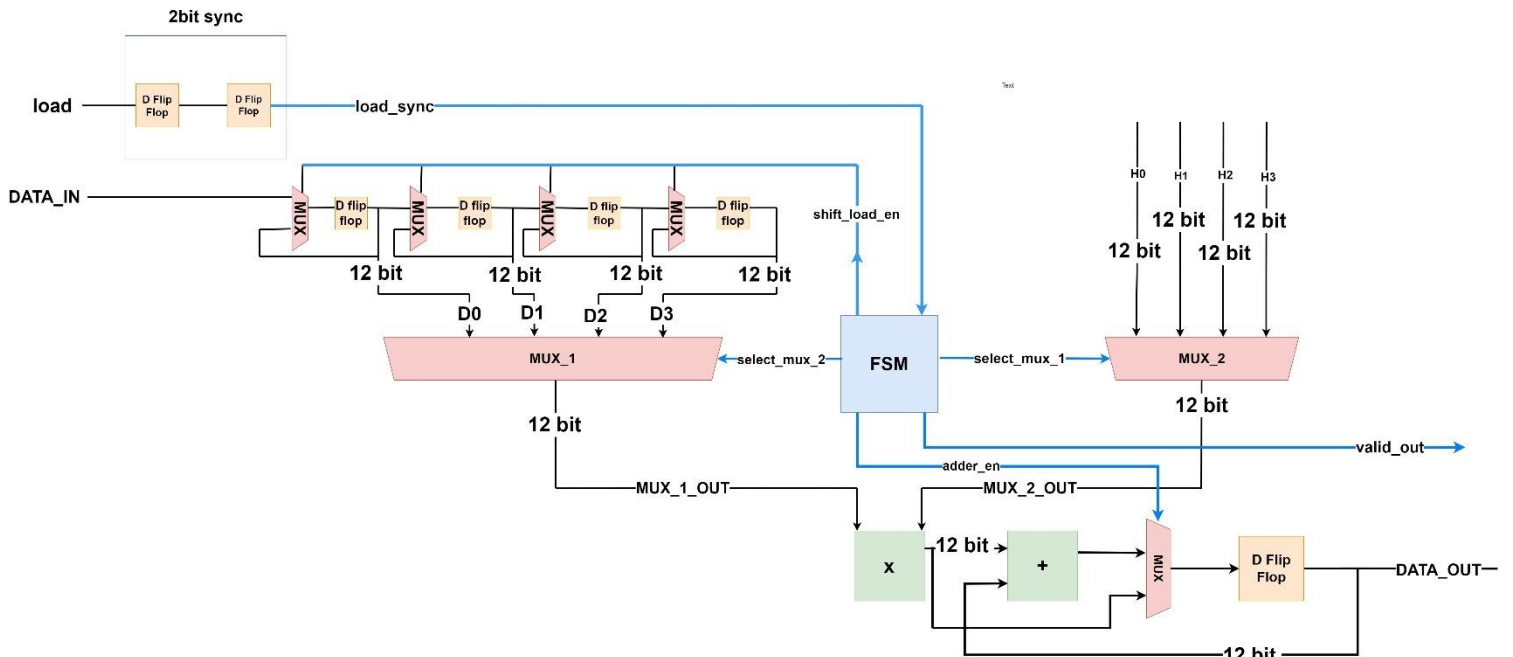 2bit sync
Text
load
D Flip
Flop
D Flip
Flop
load_sync
DATA_IN
MUX
D flip
flop
MUX
D flip
flop
MUX
D flip
flop
MUX
D flip
flop
shift_load_en
H0
H1
H2
H3
12 bit
12 bit
12 bit
12 bit
12 bit
12 bit
12 bit
12 bit
D0
D1
D2
D3
MUX_1
select_mux_2
FSM
select_mux_1
MUX_2
12 bit
12 bit
valid_out
adder_en
MUX_1_OUT
MUX_2_OUT
x
12 bit
+
MUX
D Flip
Flop
DATA_OUT
12 bit